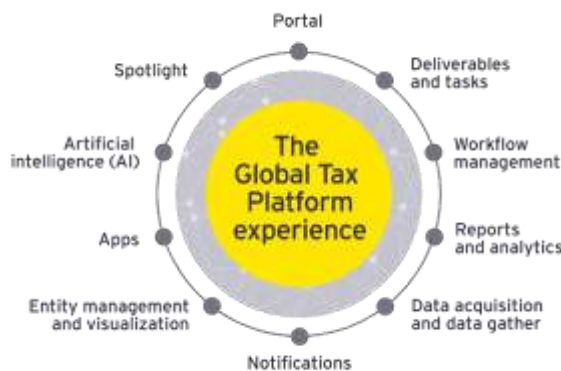 Portal
Deliverables
and tasks
Workflow
management
Reports
and analytics
Data acquisition
and data gather
Notifications
Entity management
and visualization
Apps
Artificial
intelligence (AI)
Spotlight
The
Global Tax
Platform
experience